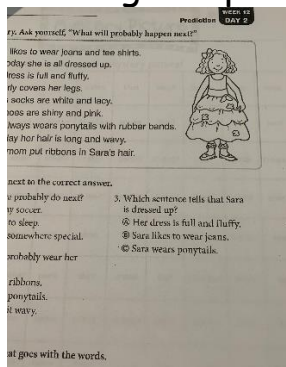 WEEK 12
Prediction DAY 2
ry. Ask yourself, "What will probably happen next?"
likes to wear jeans and tee shirts.
oday she is all dressed up.
dress is full and fluffy.
rly covers her legs.
socks are white and lacy.
hoes are shiny and pink.
lways wears ponytails with rubber bands.
day her hair is long and wavy.
mom put ribbons in Sara's hair.
next to the correct answer.
probably do next?
ay soccer.
to sleep.
somewhere special.
probably wear her
ribbons.
ponytails.
it wavy.
3. Which sentence tells that Sara
is dressed up?
Ⓐ Her dress is full and fluffy.
Ⓑ Sara likes to wear jeans.
Ⓒ Sara wears ponytails.
at goes with the words.